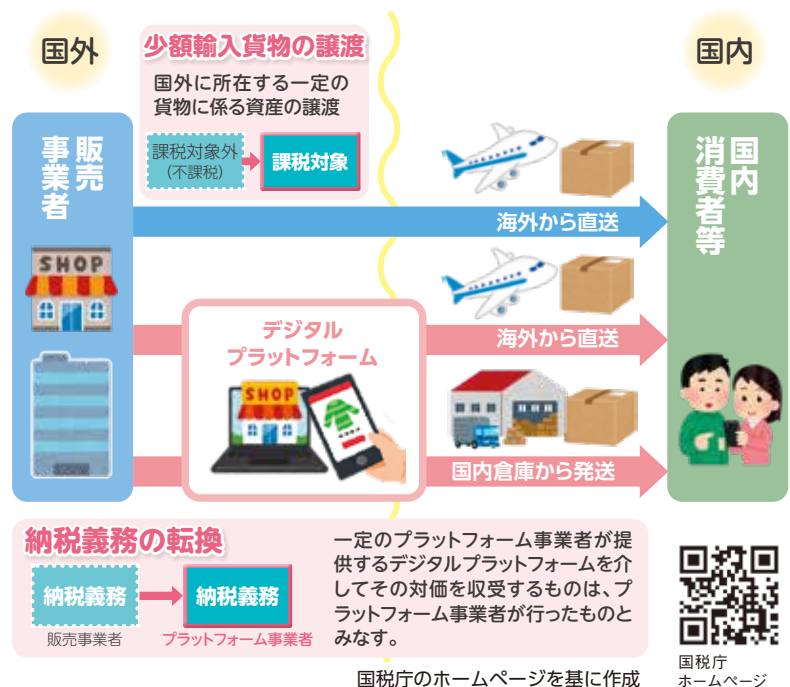 国外
少額輸入貨物の譲渡
国外に所在する一定の
貨物に係る資産の譲渡
課税対象外
(不課税)
課税対象
国内
販売
事業者
国内
消費者等
海外から直送
SHOP
海外から直送
デジタル
プラットフォーム
SHOP
国内倉庫から発送
納税義務の転換
納税義務
販売事業者
納税義務
プラットフォーム事業者
一定のプラットフォーム事業者が提
供するデジタルプラットフォームを介
してその対価を収受するものは、プ
ラットフォーム事業者が行ったものと
みなす。
国税庁
ホームページ
国税庁のホームページを基に作成